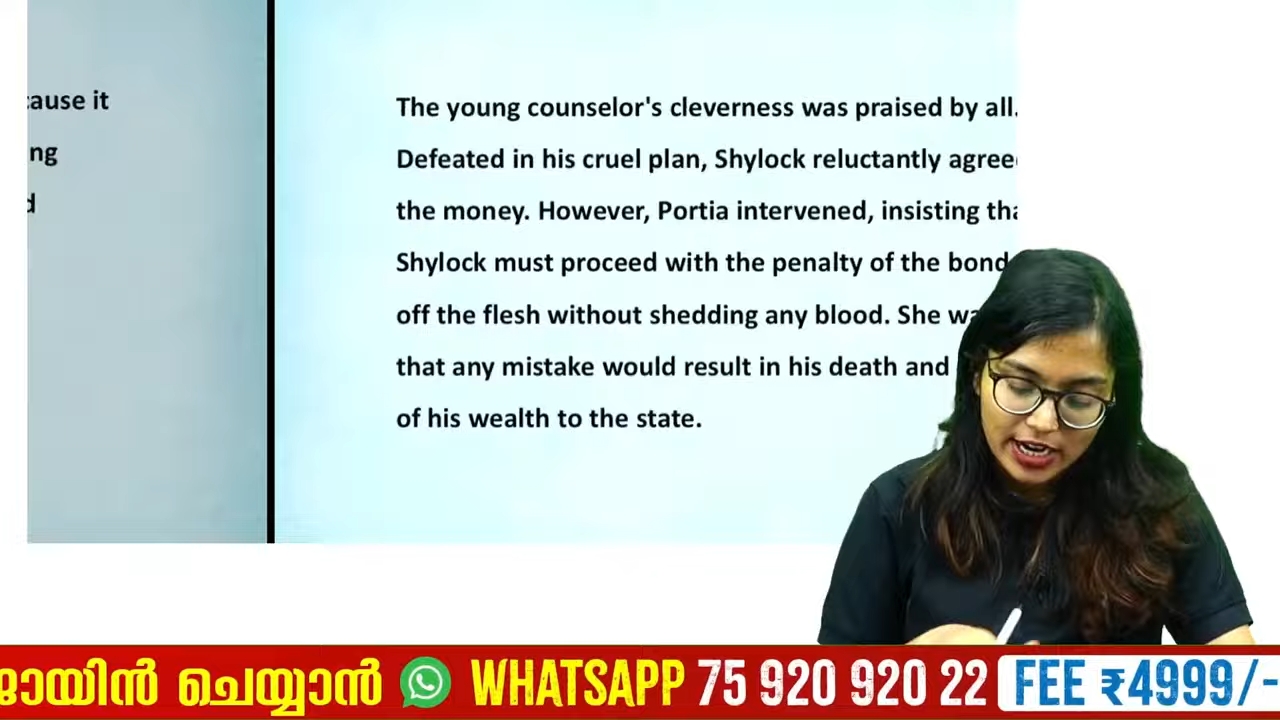 cause it
ng
d
The young counselor's cleverness was praised by all.
Defeated in his cruel plan, Shylock reluctantly agree
the money. However, Portia intervened, insisting tha
Shylock must proceed with the penalty of the bond
off the flesh without shedding any blood. She wa
that any mistake would result in his death and
of his wealth to the state.
ജോയിൻ ചെയ്യാൻ WHATSAPP 75 920 920 22 FEE ₹4999/-